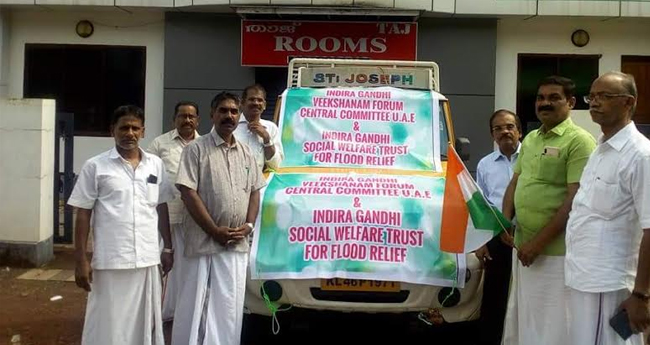 താജ് TAJ
ROOMS
STi JOSEPH
INDIRA GANDHI
VEEKSHANAM FORUM
CENTRAL COMMITTEE U.A.E
&
INDIRA GANDHI
SOCIAL WELFARE TRUST
FOR FLOOD RELIEF
INDIRA GANDHI
VEEKSHANAM FORUM
CENTRAL COMMITTEE U.A.E
&
INDIRA GANDHI
SOCIAL WELFARE TRUST
FOR FLOOD RELIEF